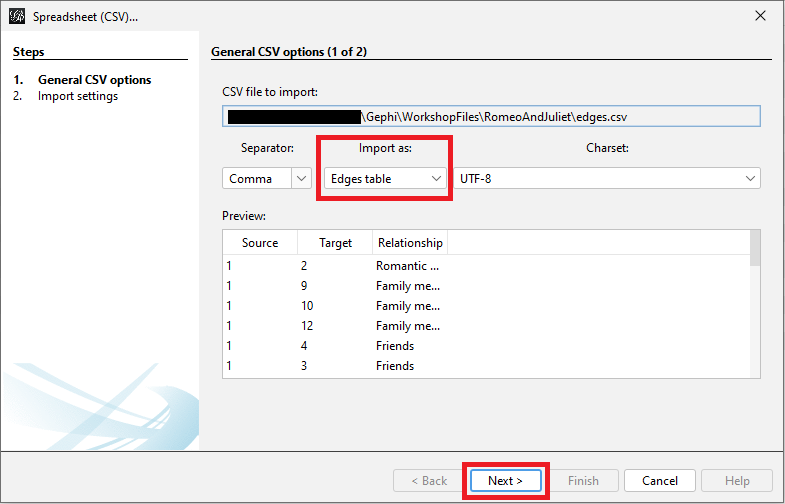 Spreadsheet (CSV)...
Steps
1. General CSV options
2. Import settings
General CSV options (1 of 2)
CSV file to import:
\Gephi\WorkshopFiles\RomeoAndJuliet\edges.csv
Separator: Import as: Charset:
Comma Edges table UTF-8
Preview:
Source Target Relationship
1 2 Romantic ...
1 9 Family me...
1 10 Family me...
1 12 Family me...
1 4 Friends
1 3 Friends
< Back Next > Finish Cancel Help